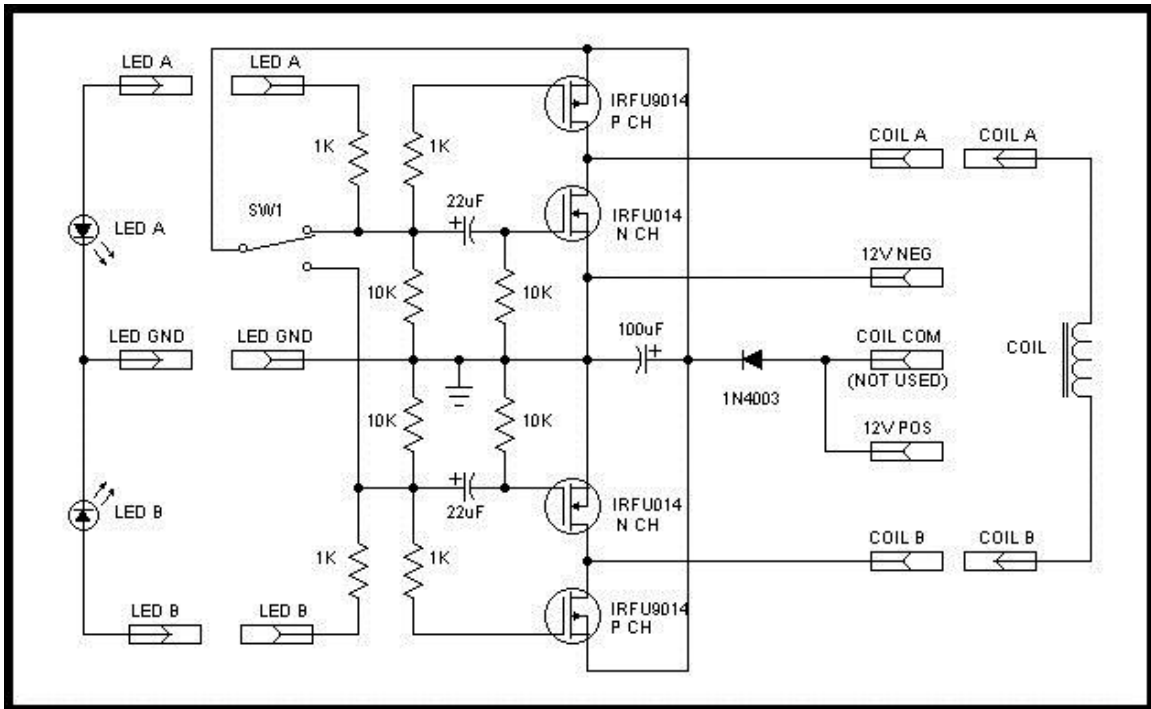 LED A
LED A
IRFU9014
P CH
COIL A
COIL A
1K
1K
22uF
SW1
+
IRFU014
N CH
LED A
12V NEG
10K
10K
100uF
+
LED GND
LED GND
COIL COM
(NOT USED)
COIL
1N4003
10K
10K
12V POS
+
22uF
IRFU014
N CH
LED B
COIL B
COIL B
1K
1K
LED B
LED B
IRFU9014
P CH